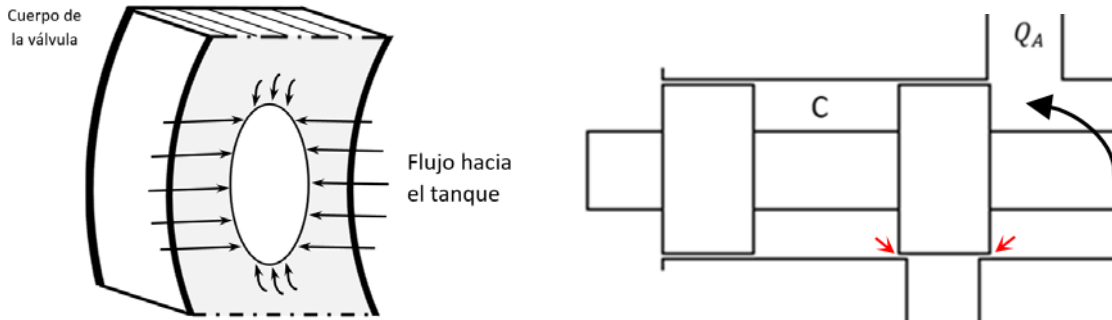 Cuerpo de
la válvula
Flujo hacia
el tanque
Q_A
C